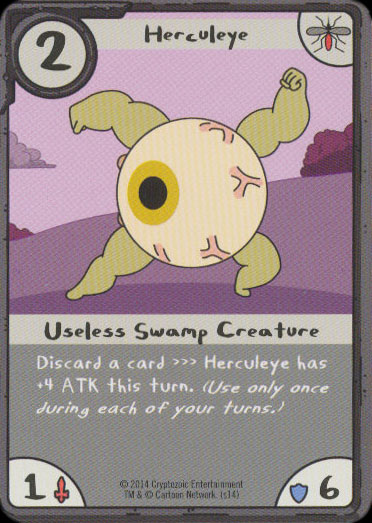 2
Herculeye
Useless Swamp Creature
Discard a card >>> Herculeye has
+4 ATK this turn. (Use only once
during each of your turns.)
© 2014 Cryptozoic Entertainment
TM & © Cartoon Network. (s14)
1
6